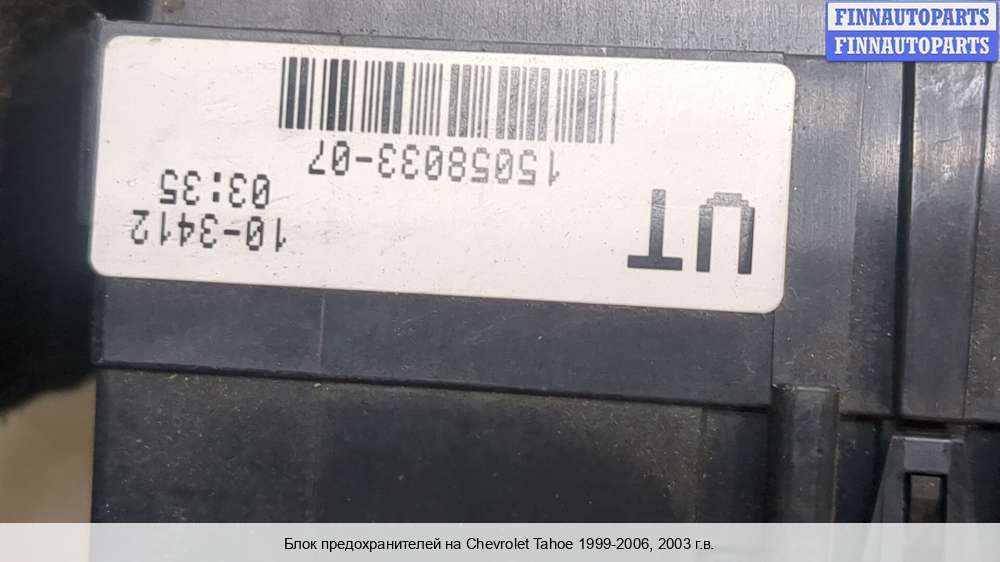 FINNAUTOPARTS
FINNAUTOPARTS
UT
10-3412
03:35
15058033-07
Блок предохранителей на Chevrolet Tahoe 1999-2006, 2003 г.в.